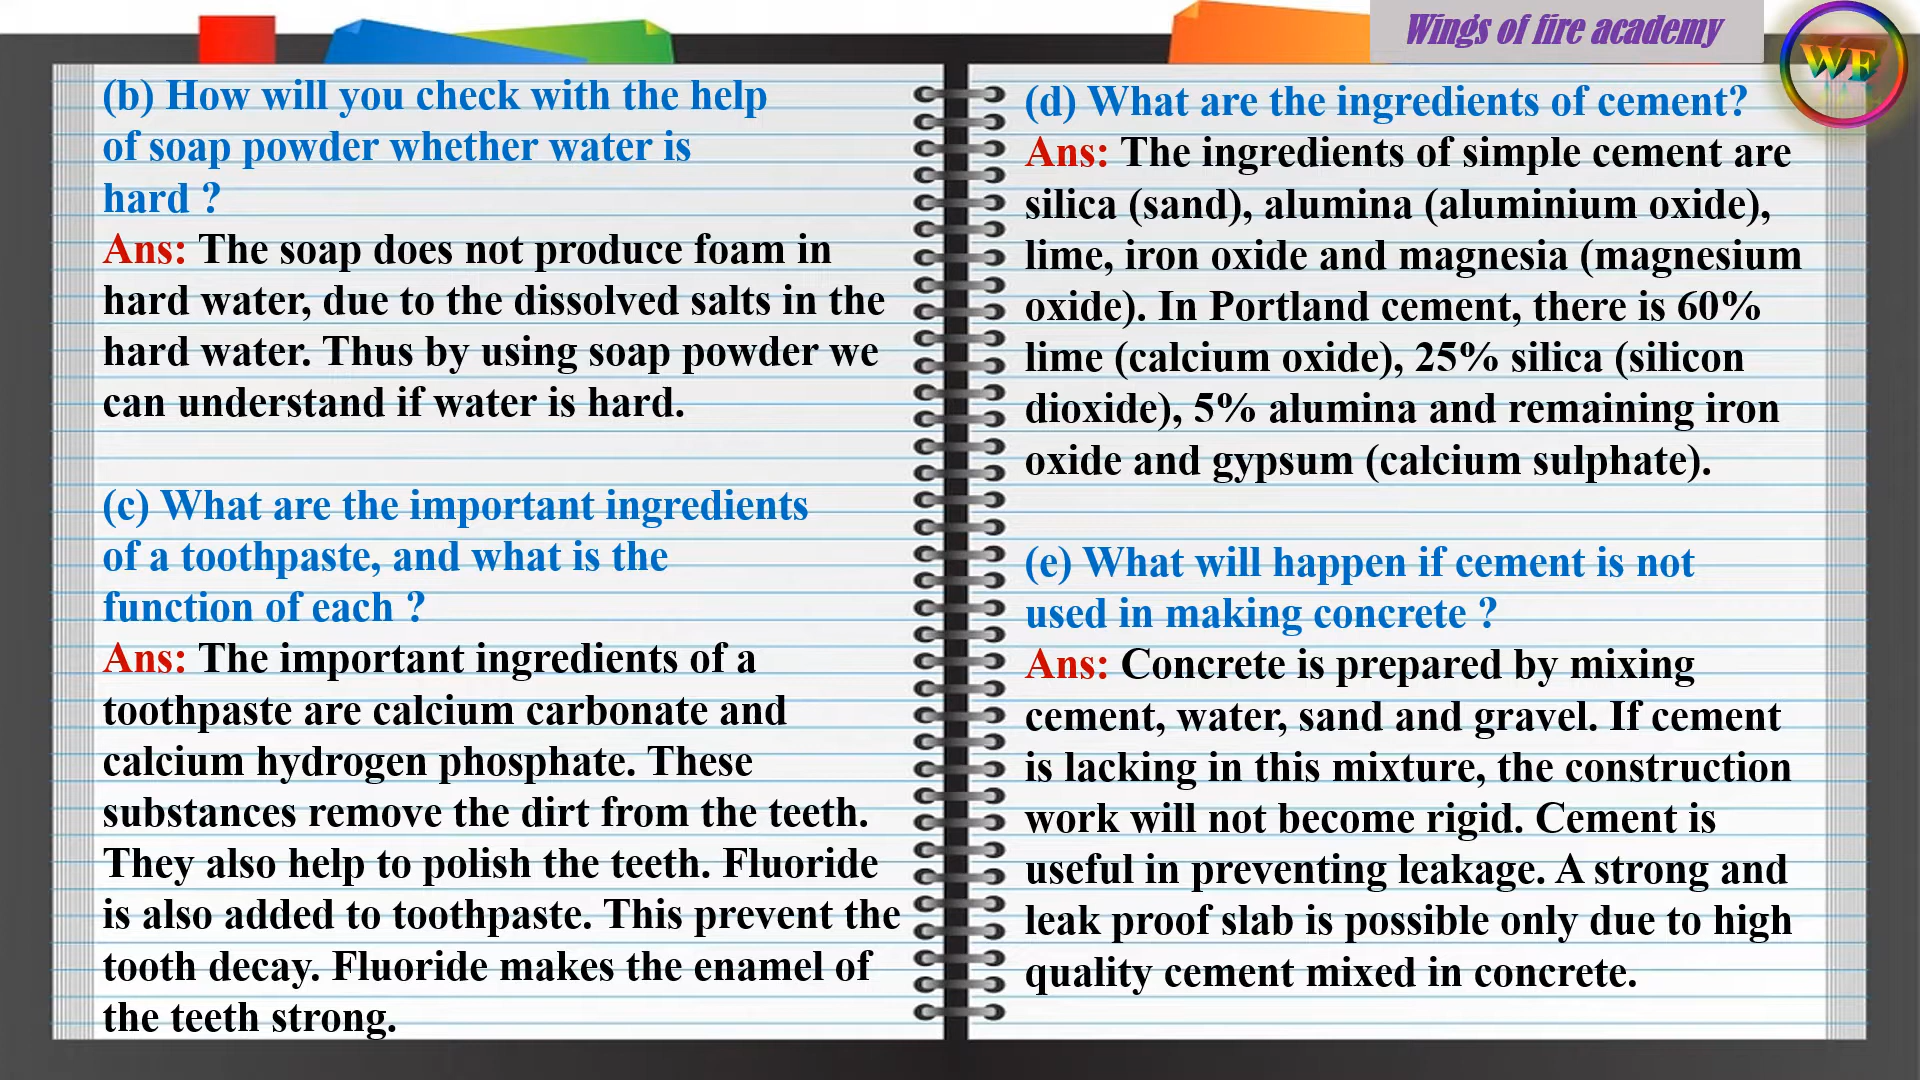 Wings of fire academy
WF
(b) How will you check with the help
of soap powder whether water is
hard ?
Ans: The soap does not produce foam in
hard water, due to the dissolved salts in the
hard water. Thus by using soap powder we
can understand if water is hard.
(c) What are the important ingredients
of a toothpaste, and what is the
function of each ?
Ans: The important ingredients of a
toothpaste are calcium carbonate and
calcium hydrogen phosphate. These
substances remove the dirt from the teeth.
They also help to polish the teeth. Fluoride
is also added to toothpaste. This prevent the
tooth decay. Fluoride makes the enamel of
the teeth strong.
(d) What are the ingredients of cement?
Ans: The ingredients of simple cement are
silica (sand), alumina (aluminium oxide),
lime, iron oxide and magnesia (magnesium
oxide). In Portland cement, there is 60%
lime (calcium oxide), 25% silica (silicon
dioxide), 5% alumina and remaining iron
oxide and gypsum (calcium sulphate).
(e) What will happen if cement is not
used in making concrete ?
Ans: Concrete is prepared by mixing
cement, water, sand and gravel. If cement
is lacking in this mixture, the construction
work will not become rigid. Cement is
useful in preventing leakage. A strong and
leak proof slab is possible only due to high
quality cement mixed in concrete.